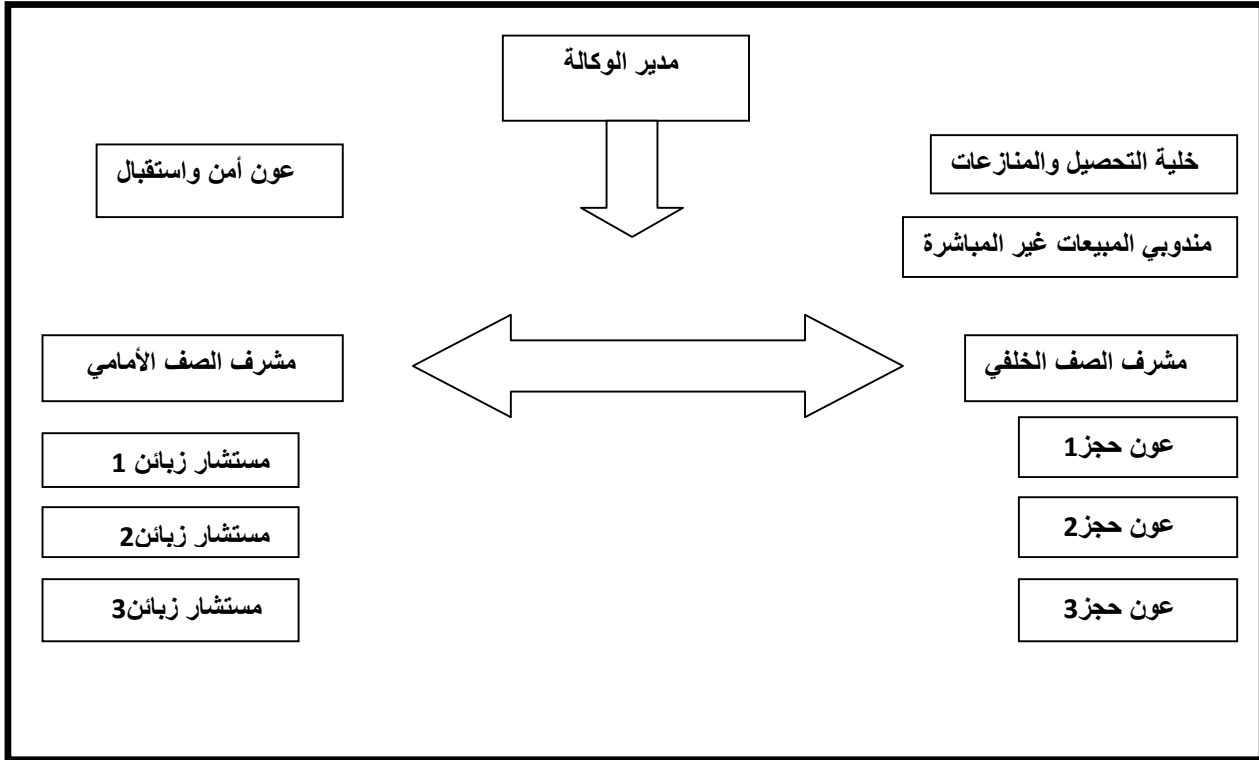 مدير الوكالة
خلية التحصيل والمنازعات
عون أمن واستقبال
مندوبي المبيعات غير المباشرة
مشرف الصف الخلفي
مشرف الصف الأمامي
عون حجز1
مستشار زبائن 1
عون حجز2
مستشار زبائن2
عون حجز3
مستشار زبائن3